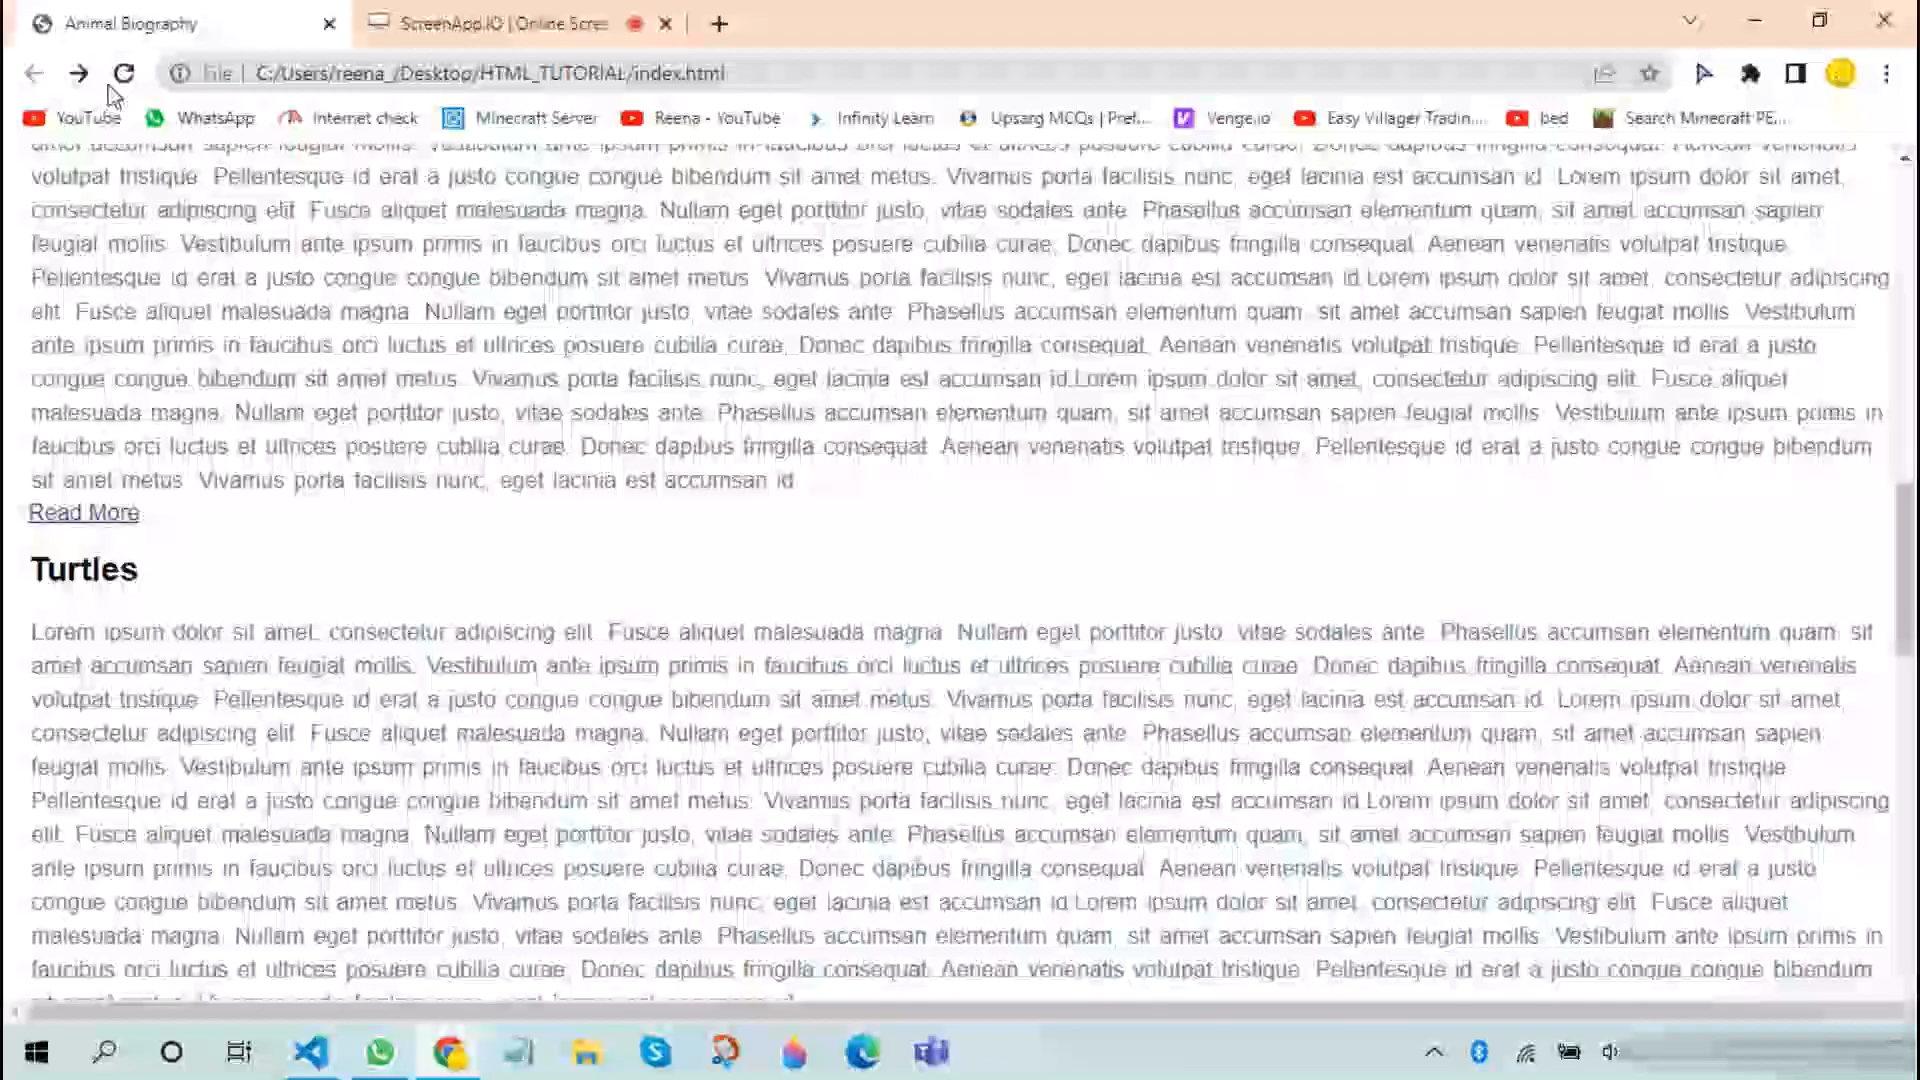 Animal Biography
ScreenApp.IO | Online Scree
File | C:/Users/reena_/Desktop/HTML_TUTORIAL/index.html
YouTube WhatsApp Internet check Minecraft Server Reena - YouTube Infinity Learn Upsarg MCQs | Pref... Venge.io Easy Villager Tradin... bed Search Minecraft PE...
amet accumsan sapien feugiat mollis. Vestibulum ante ipsum primis in faucibus orci luctus et ultrices posuere cubilia curae; Donec dapibus fringilla consequat. Aenean venenatis
volutpat tristique. Pellentesque id erat a justo congue congue bibendum sit amet metus. Vivamus porta facilisis nunc, eget lacinia est accumsan id. Lorem ipsum dolor sit amet,
consectetur adipiscing elit. Fusce aliquet malesuada magna. Nullam eget porttitor justo, vitae sodales ante. Phasellus accumsan elementum quam, sit amet accumsan sapien
feugiat mollis. Vestibulum ante ipsum primis in faucibus orci luctus et ultrices posuere cubilia curae; Donec dapibus fringilla consequat. Aenean venenatis volutpat tristique.
Pellentesque id erat a justo congue congue bibendum sit amet metus. Vivamus porta facilisis nunc, eget lacinia est accumsan id.Lorem ipsum dolor sit amet, consectetur adipiscing
elit. Fusce aliquet malesuada magna. Nullam eget porttitor justo, vitae sodales ante. Phasellus accumsan elementum quam, sit amet accumsan sapien feugiat mollis. Vestibulum
ante ipsum primis in faucibus orci luctus et ultrices posuere cubilia curae; Donec dapibus fringilla consequat. Aenean venenatis volutpat tristique. Pellentesque id erat a justo
congue congue bibendum sit amet metus. Vivamus porta facilisis nunc, eget lacinia est accumsan id.Lorem ipsum dolor sit amet, consectetur adipiscing elit. Fusce aliquet
malesuada magna. Nullam eget porttitor justo, vitae sodales ante. Phasellus accumsan elementum quam, sit amet accumsan sapien feugiat mollis. Vestibulum ante ipsum primis in
faucibus orci luctus et ultrices posuere cubilia curae; Donec dapibus fringilla consequat. Aenean venenatis volutpat tristique. Pellentesque id erat a justo congue congue bibendum
sit amet metus. Vivamus porta facilisis nunc, eget lacinia est accumsan id.
Read More
Turtles
Lorem ipsum dolor sit amet, consectetur adipiscing elit. Fusce aliquet malesuada magna. Nullam eget porttitor justo, vitae sodales ante. Phasellus accumsan elementum quam, sit
amet accumsan sapien feugiat mollis. Vestibulum ante ipsum primis in faucibus orci luctus et ultrices posuere cubilia curae; Donec dapibus fringilla consequat. Aenean venenatis
volutpat tristique. Pellentesque id erat a justo congue congue bibendum sit amet metus. Vivamus porta facilisis nunc, eget lacinia est accumsan id. Lorem ipsum dolor sit amet,
consectetur adipiscing elit. Fusce aliquet malesuada magna. Nullam eget porttitor justo, vitae sodales ante. Phasellus accumsan elementum quam, sit amet accumsan sapien
feugiat mollis. Vestibulum ante ipsum primis in faucibus orci luctus et ultrices posuere cubilia curae; Donec dapibus fringilla consequat. Aenean venenatis volutpat tristique.
Pellentesque id erat a justo congue congue bibendum sit amet metus. Vivamus porta facilisis nunc, eget lacinia est accumsan id.Lorem ipsum dolor sit amet, consectetur adipiscing
elit. Fusce aliquet malesuada magna. Nullam eget porttitor justo, vitae sodales ante. Phasellus accumsan elementum quam, sit amet accumsan sapien feugiat mollis. Vestibulum
ante ipsum primis in faucibus orci luctus et ultrices posuere cubilia curae; Donec dapibus fringilla consequat. Aenean venenatis volutpat tristique. Pellentesque id erat a justo
congue congue bibendum sit amet metus. Vivamus porta facilisis nunc, eget lacinia est accumsan id.Lorem ipsum dolor sit amet, consectetur adipiscing elit. Fusce aliquet
malesuada magna. Nullam eget porttitor justo, vitae sodales ante. Phasellus accumsan elementum quam, sit amet accumsan sapien feugiat mollis. Vestibulum ante ipsum primis in
faucibus orci luctus et ultrices posuere cubilia curae; Donec dapibus fringilla consequat. Aenean venenatis volutpat tristique. Pellentesque id erat a justo congue congue bibendum